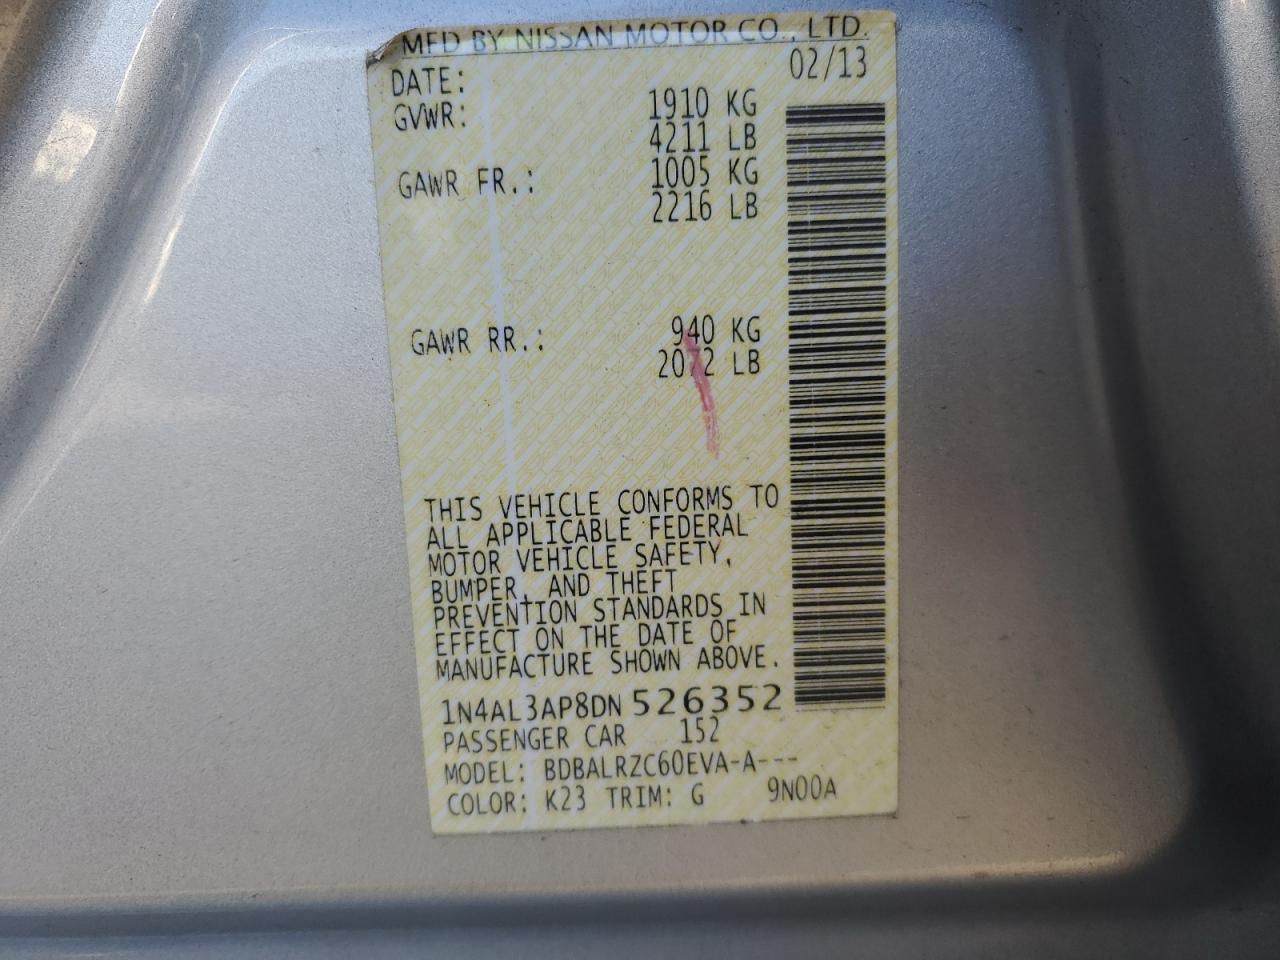 MFD BY NISSAN MOTOR CO., LTD.
DATE: 02/13
GVWR: 1910 KG
4211 LB
GAWR FR.: 1005 KG
2216 LB
GAWR RR.: 940 KG
2072 LB
THIS VEHICLE CONFORMS TO
ALL APPLICABLE FEDERAL
MOTOR VEHICLE SAFETY,
BUMPER, AND THEFT
PREVENTION STANDARDS IN
EFFECT ON THE DATE OF
MANUFACTURE SHOWN ABOVE.
1N4AL3AP8DN526352
PASSENGER CAR 152
MODEL: BDBALRZC60EVA-A---
COLOR: K23 TRIM: G 9N00A